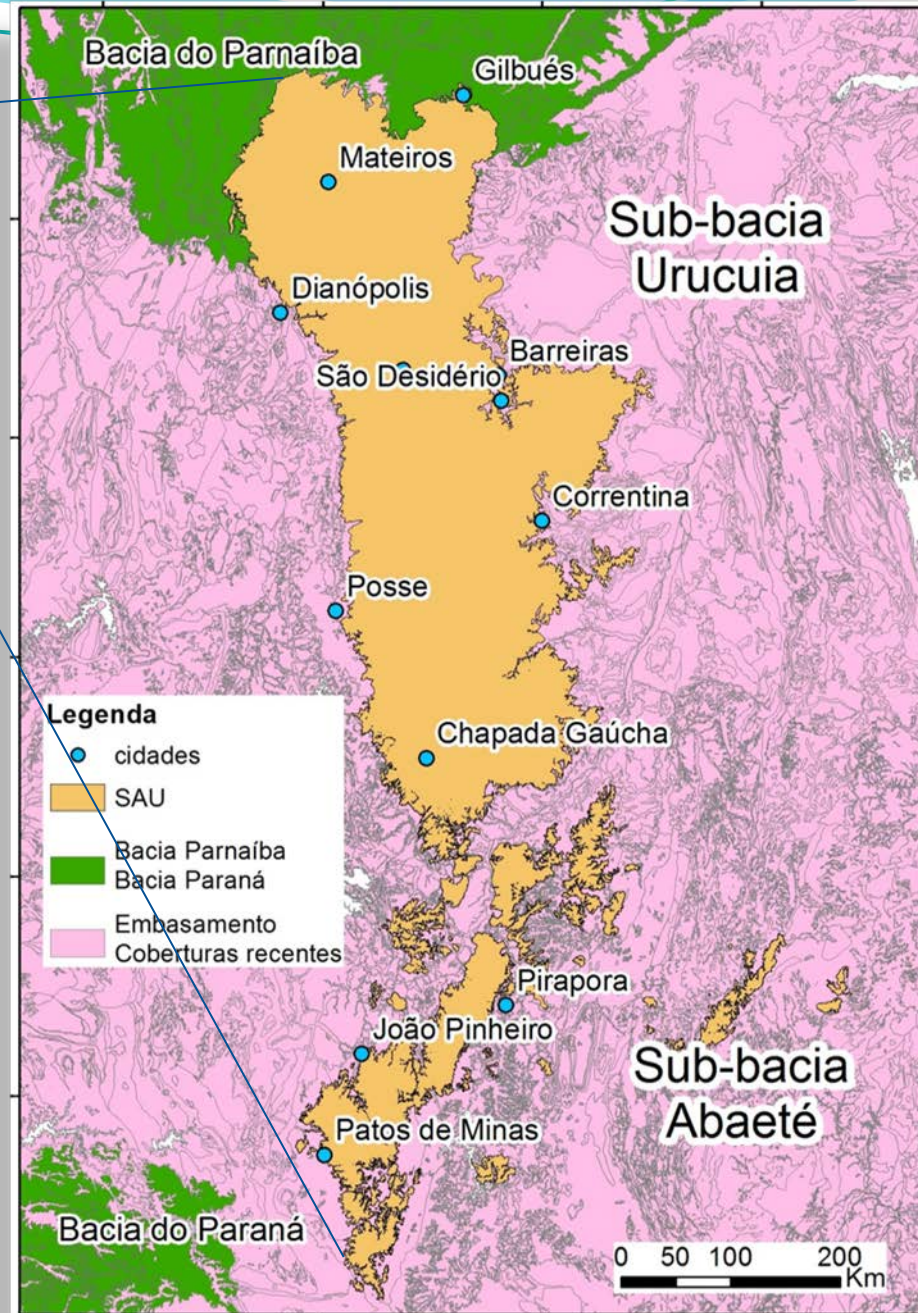 Bacia do Parnaíba
Gilbués
Mateiros
Sub-bacia
Urucuia
Dianópolis
Barreiras
São Desidério
Correntina
Posse
Legenda
cidades
SAU
Bacia Parnaíba
Bacia Paraná
Embasamento
Coberturas recentes
Chapada Gaúcha
Pirapora
João Pinheiro
Sub-bacia
Abaeté
Patos de Minas
Bacia do Paraná
0 50 100 200
Km